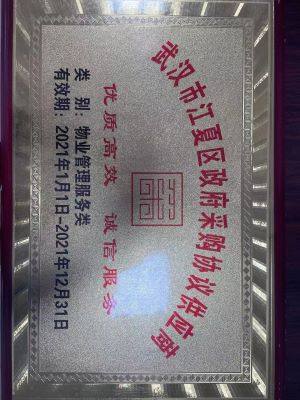 武汉市江夏区政府采购协议供应商
优质高效 诚信服务
类 别：物业管理服务类
有效期：2021年1月1日-2021年12月31日